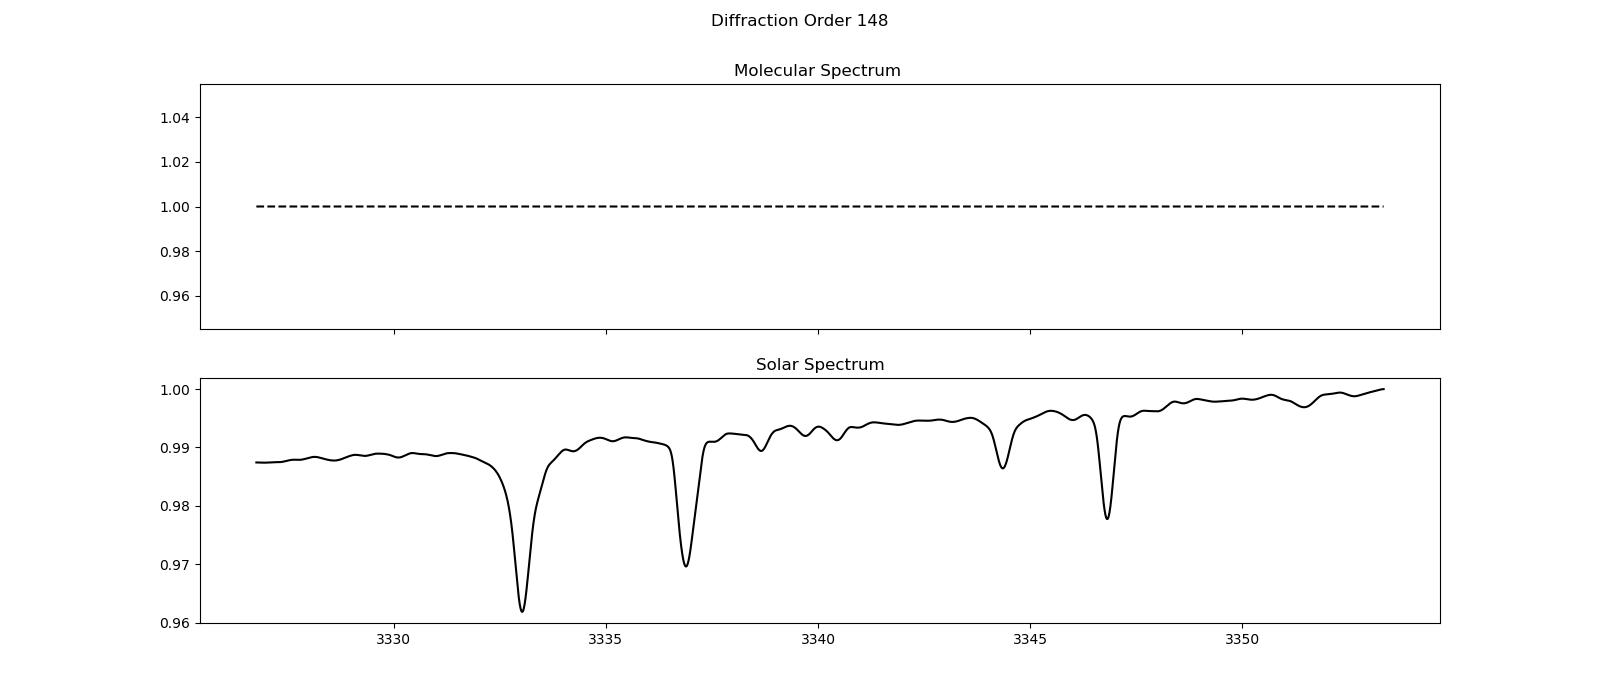 Diffraction Order 148
Molecular Spectrum
1.04
1.02
1.00
0.98
0.96
Solar Spectrum
1.00
0.99
0.98
0.97
0.96
3330 3335 3340 3345 3350